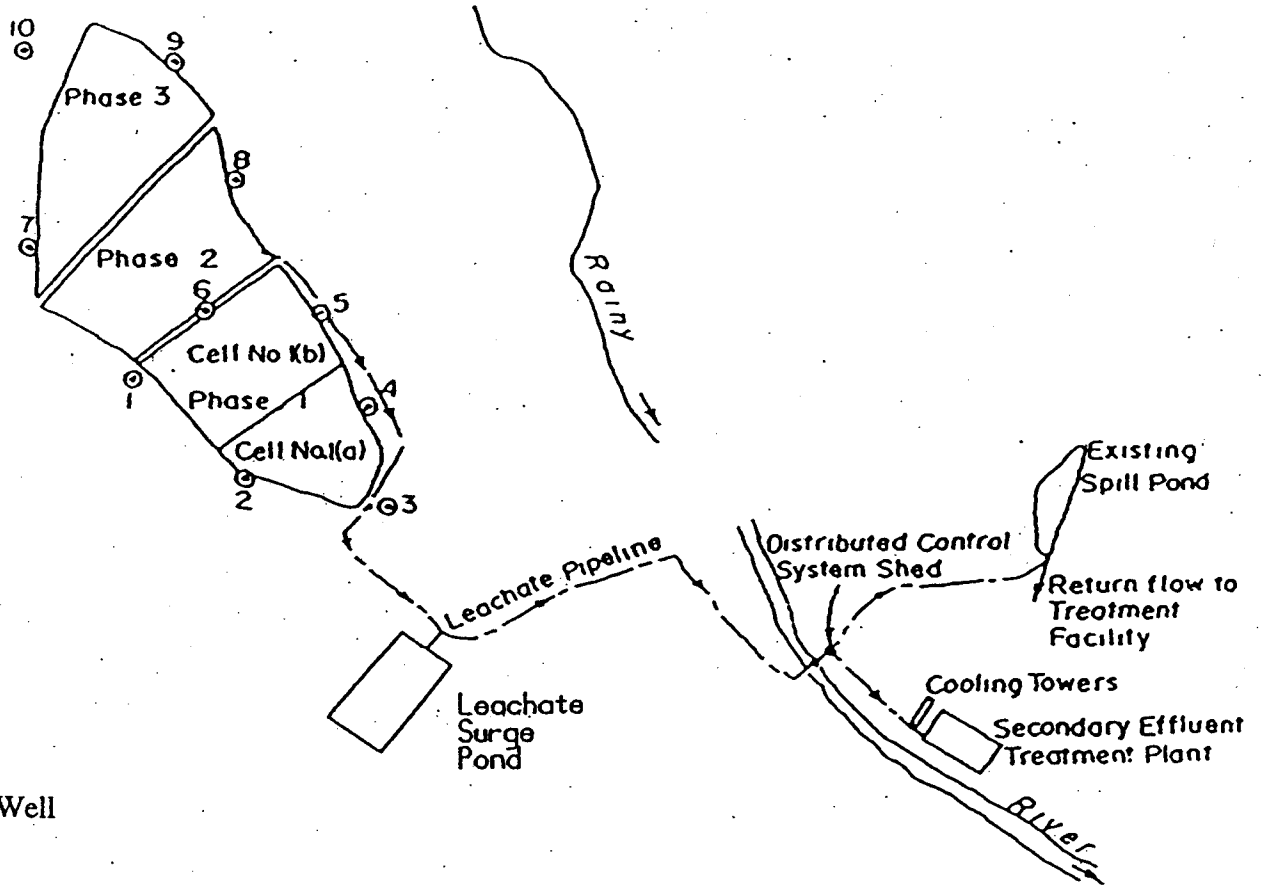 10
9
Phase 3
8
7
Phase 2
6
5
Rainy
Cell No 1(b)
1
Phase 1
4
Cell No.1(a)
2
3
Existing
Spill Pond
Distributed Control
System Shed
Leachate Pipeline
Return flow to
Treatment
Facility
Cooling Towers
Leachate
Surge
Pond
Secondary Effluent
Treatment Plant
Well
River